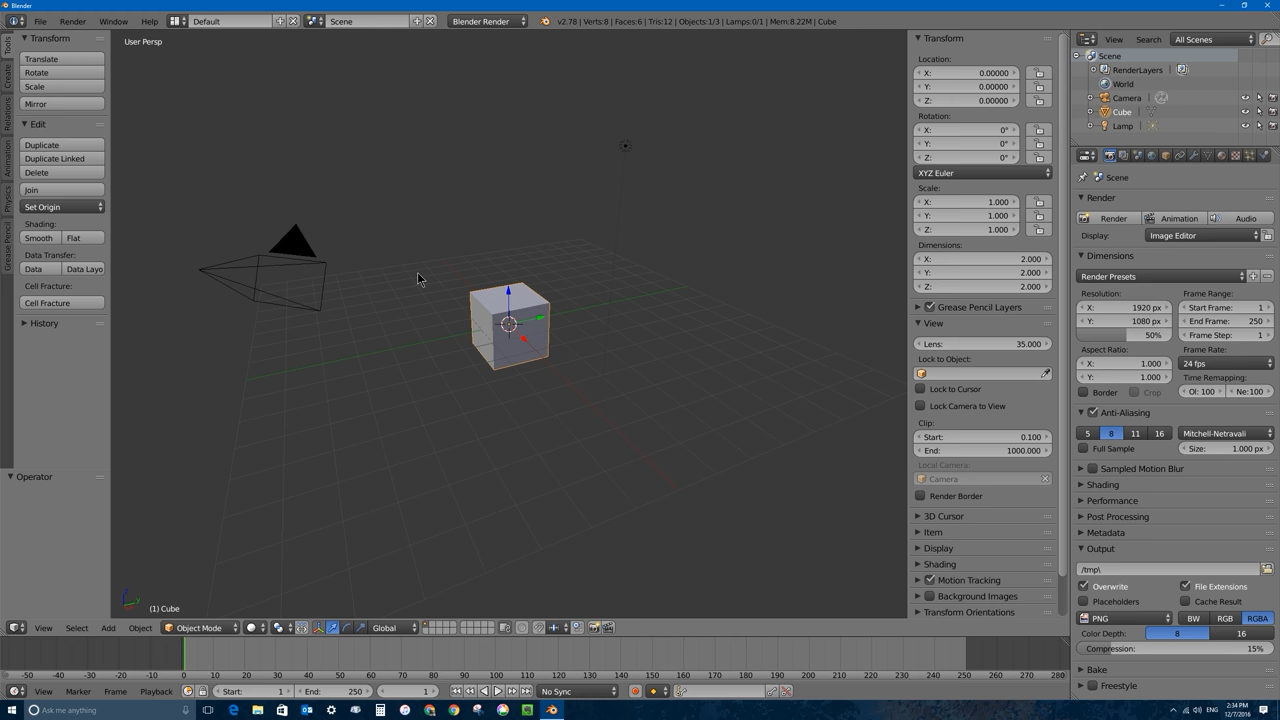 Blender
File Render Window Help Default Scene Blender Render v2.78 | Verts:8 | Faces:6 | Tris:12 | Objects:1/3 | Lamps:0/1 | Mem:8.22M | Cube
Tools
Create
Relations
Animation
Physics
Grease Pencil
Transform
Translate
Rotate
Scale
Mirror
Edit
Duplicate
Duplicate Linked
Delete
Join
Set Origin
Shading:
Smooth Flat
Data Transfer:
Data Data Layo
Cell Fracture:
Cell Fracture
History
Operator
User Persp
(1) Cube
Transform
Location:
X: 0.00000
Y: 0.00000
Z: 0.00000
Rotation:
X: 0°
Y: 0°
Z: 0°
XYZ Euler
Scale:
X: 1.000
Y: 1.000
Z: 1.000
Dimensions:
X: 2.000
Y: 2.000
Z: 2.000
Grease Pencil Layers
View
Lens: 35.000
Lock to Object:
Lock to Cursor
Lock Camera to View
Clip:
Start: 0.100
End: 1000.000
Local Camera:
Camera
Render Border
3D Cursor
Item
Display
Shading
Motion Tracking
Background Images
Transform Orientations
View Search All Scenes
Scene
RenderLayers
World
Camera
Cube
Lamp
Scene
Render
Render Animation Audio
Display: Image Editor
Dimensions
Render Presets
Resolution: Frame Range:
X: 1920 px Start Frame: 1
Y: 1080 px End Frame: 250
50% Frame Step: 1
Aspect Ratio: Frame Rate:
X: 1.000 24 fps
Y: 1.000 Time Remapping:
Border Crop Ol: 100 Ne:100
Anti-Aliasing
5 8 11 16 Mitchell-Netravali
Full Sample Size: 1.000 px
Sampled Motion Blur
Shading
Performance
Post Processing
Metadata
Output
/tmp\
Overwrite File Extensions
Placeholders Cache Result
PNG BW RGB RGBA
Color Depth: 8 16
Compression: 15%
Bake
Freestyle
View Select Add Object Object Mode Global
-50 -40 -30 -20 -10 0 10 20 30 40 50 60 70 80 90 100 110 120 130 140 150 160 170 180 190 200 210 220 230 240 250 260 270 280
View Marker Frame Playback Start: 1 End: 250 1 No Sync
Ask me anything ENG 2:34 PM
12/7/2016